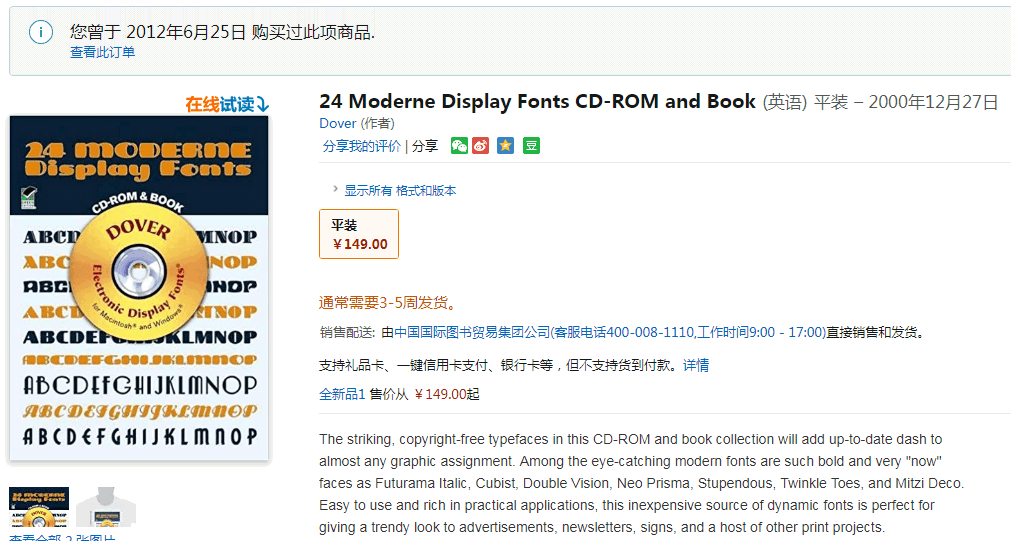 您曾于 2012年6月25日 购买过此项商品.
查看此订单
在线试读
24 MODERNE
Display Fonts
CD-ROM & BOOK
DOVER
Electronic Display Fonts®
for Macintosh® and Windows®
ABCD MNOP
ABC NOP
ABC NOP
ABC NOP
ABCDE KLMNOP
ABCDEFGHIJKLMNOP
ABCDEFGHIJKLMNOP
ABCDEFGHIJKLMNOP
ABCDEFGHIJKLMNOP
24 Moderne Display Fonts CD-ROM and Book (英语) 平装 – 2000年12月27日
Dover (作者)
分享我的评价 | 分享 豆
显示所有 格式和版本
平装
￥149.00
通常需要3-5周发货。
销售配送: 由中国国际图书贸易集团公司(客服电话400-008-1110,工作时间9:00 - 17:00)直接销售和发货。
支持礼品卡、一键信用卡支付、银行卡等，但不支持货到付款。详情
全新品1 售价从 ￥149.00起
The striking, copyright-free typefaces in this CD-ROM and book collection will add up-to-date dash to
almost any graphic assignment. Among the eye-catching modern fonts are such bold and very "now"
faces as Futurama Italic, Cubist, Double Vision, Neo Prisma, Stupendous, Twinkle Toes, and Mitzi Deco.
Easy to use and rich in practical applications, this inexpensive source of dynamic fonts is perfect for
giving a trendy look to advertisements, newsletters, signs, and a host of other print projects.
查看全部 2 张图片